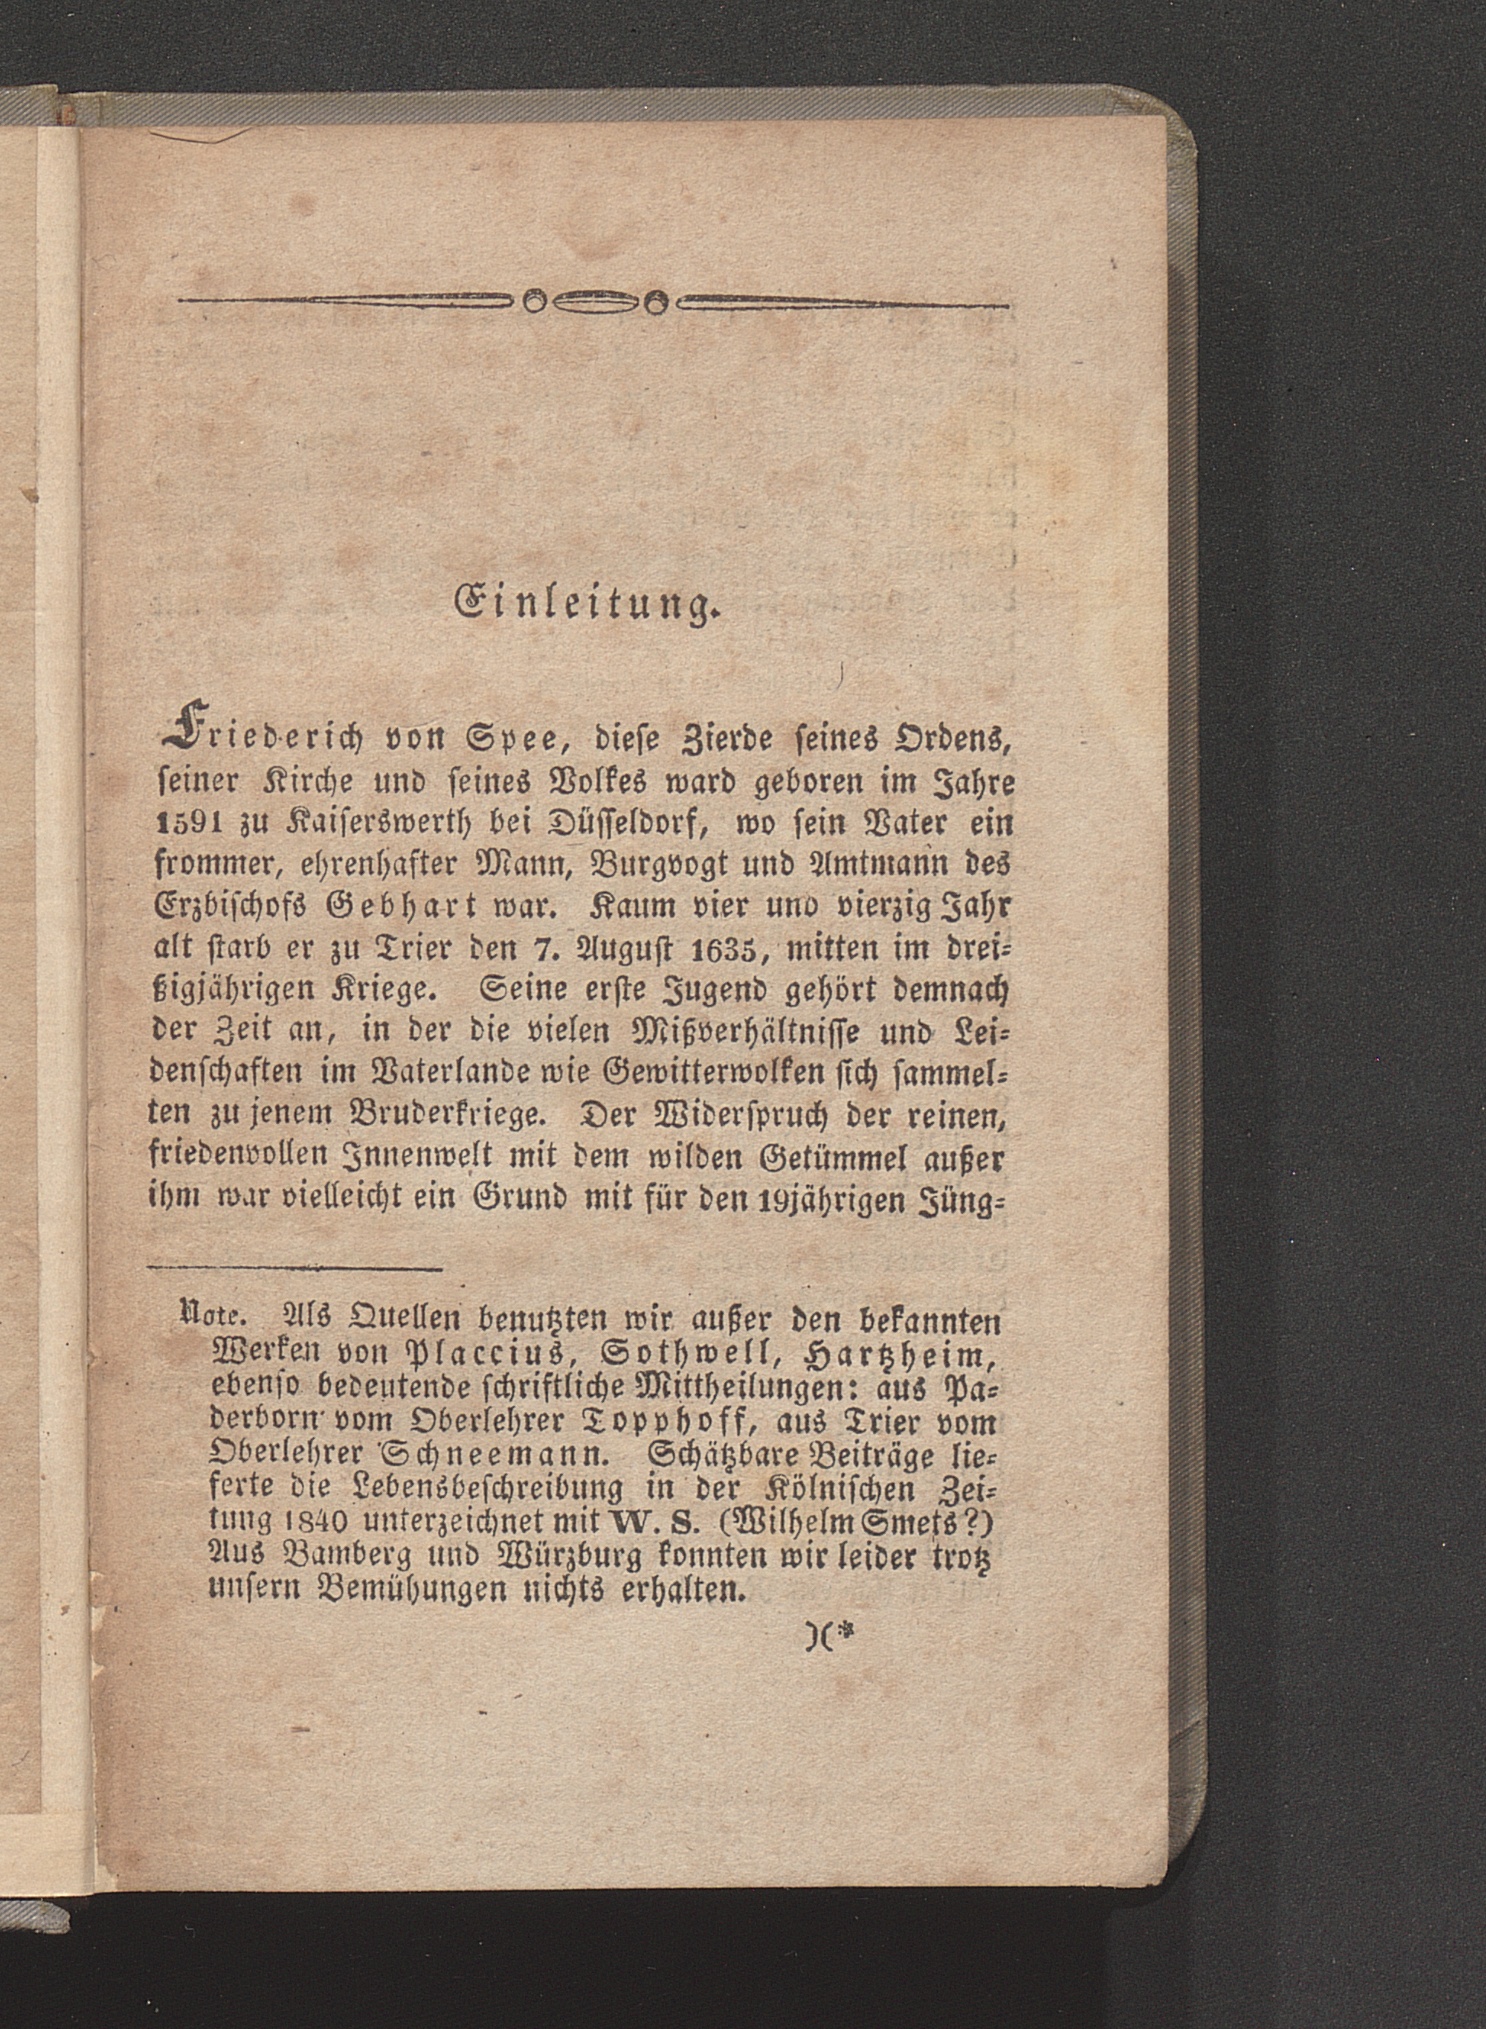 Einleitung.
Friederich von Spee, diese Zierde seines Ordens,
seiner Kirche und seines Volkes ward geboren im Jahre
1591 zu Kaiserswerth bei Düsseldorf, wo sein Vater ein
frommer, ehrenhafter Mann, Burgvogt und Amtmann des
Erzbischofs Gebhart war. Kaum vier und vierzig Jahr
alt starb er zu Trier den 7. August 1635, mitten im drei-
ßigjährigen Kriege. Seine erste Jugend gehört demnach
der Zeit an, in der die vielen Mißverhältnisse und Lei-
denschaften im Vaterlande wie Gewitterwolken sich sammel-
ten zu jenem Bruderkriege. Der Widerspruch der reinen,
friedenvollen Innenwelt mit dem wilden Getümmel außer
ihm war vielleicht ein Grund mit für den 19jährigen Jüng-
Note. Als Quellen benutzten wir außer den bekannten
Werken von Placcius, Sothwell, Hartzheim,
ebenso bedeutende schriftliche Mittheilungen: aus Pa-
derborn vom Oberlehrer Topphoff, aus Trier vom
Oberlehrer Schneemann. Schätzbare Beiträge lie-
ferte die Lebensbeschreibung in der Kölnischen Zei-
tung 1840 unterzeichnet mit W. S. (Wilhelm Smets?)
Aus Bamberg und Würzburg konnten wir leider trotz
unsern Bemühungen nichts erhalten.
)(*